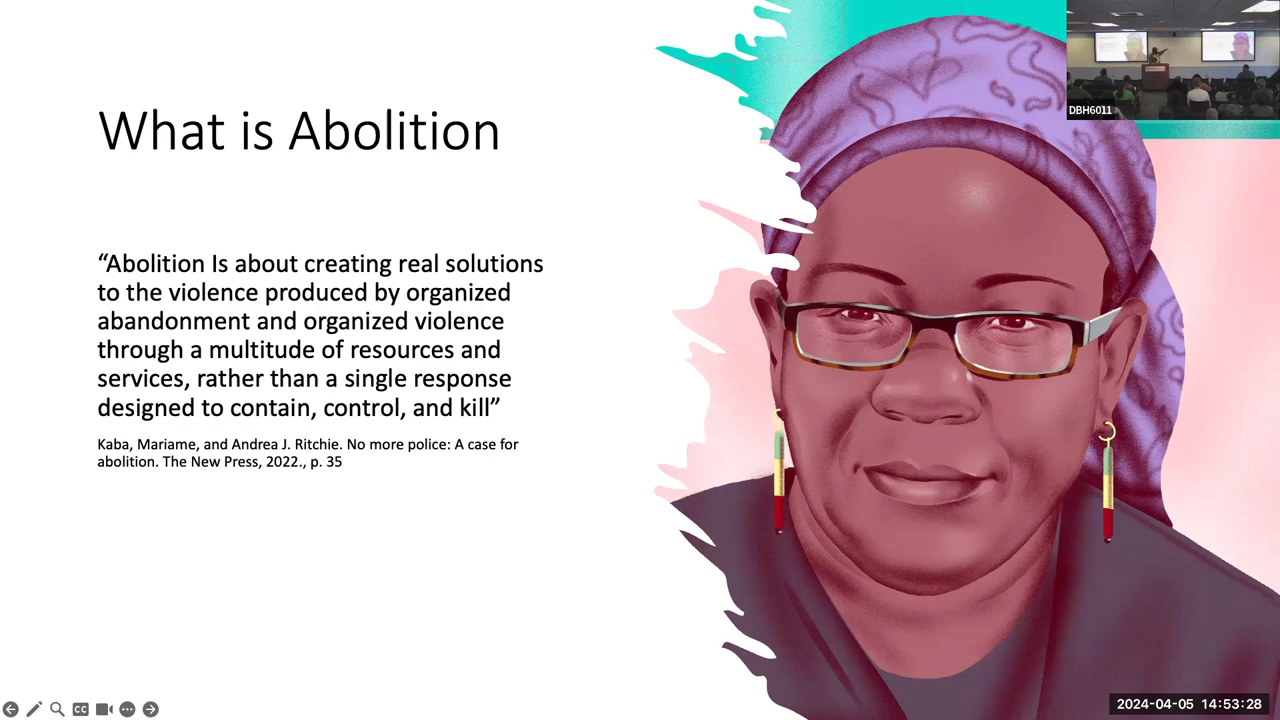 DBH6011
What is Abolition
“Abolition Is about creating real solutions
to the violence produced by organized
abandonment and organized violence
through a multitude of resources and
services, rather than a single response
designed to contain, control, and kill”
Kaba, Mariame, and Andrea J. Ritchie. No more police: A case for
abolition. The New Press, 2022., p. 35
CC
2024-04-05 14:53:28